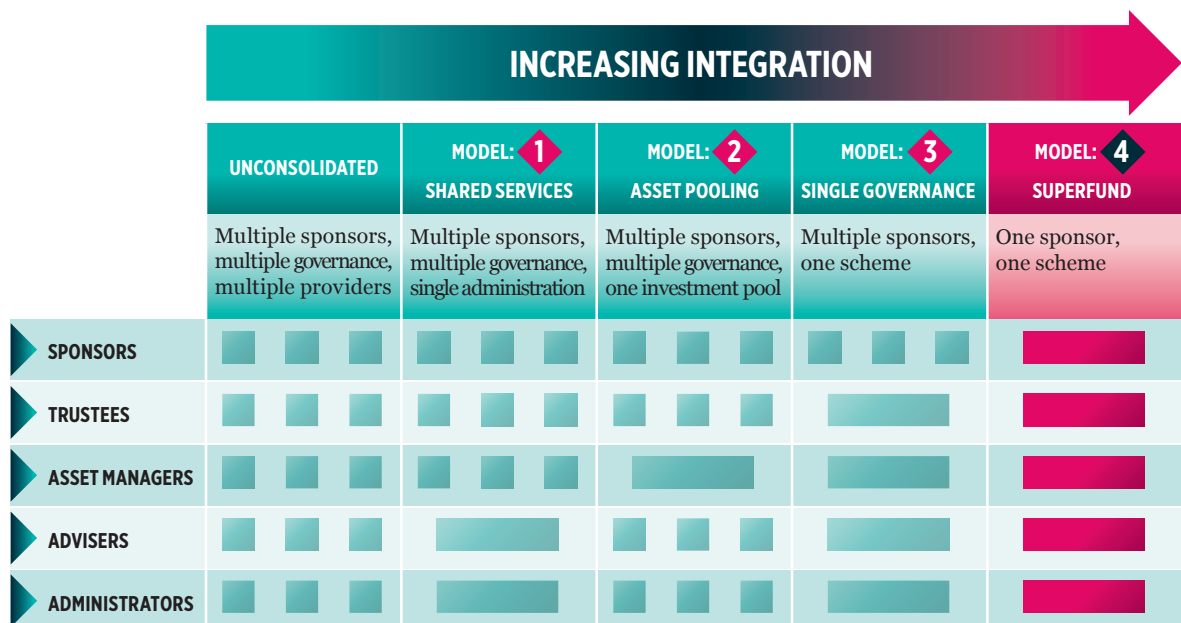 INCREASING INTEGRATION
UNCONSOLIDATED
MODEL: 1
SHARED SERVICES
MODEL: 2
ASSET POOLING
MODEL: 3
SINGLE GOVERNANCE
MODEL: 4
SUPERFUND
Multiple sponsors,
multiple governance,
multiple providers
Multiple sponsors,
multiple governance,
single administration
Multiple sponsors,
multiple governance,
one investment pool
Multiple sponsors,
one scheme
One sponsor,
one scheme
SPONSORS
TRUSTEES
ASSET MANAGERS
ADVISERS
ADMINISTRATORS